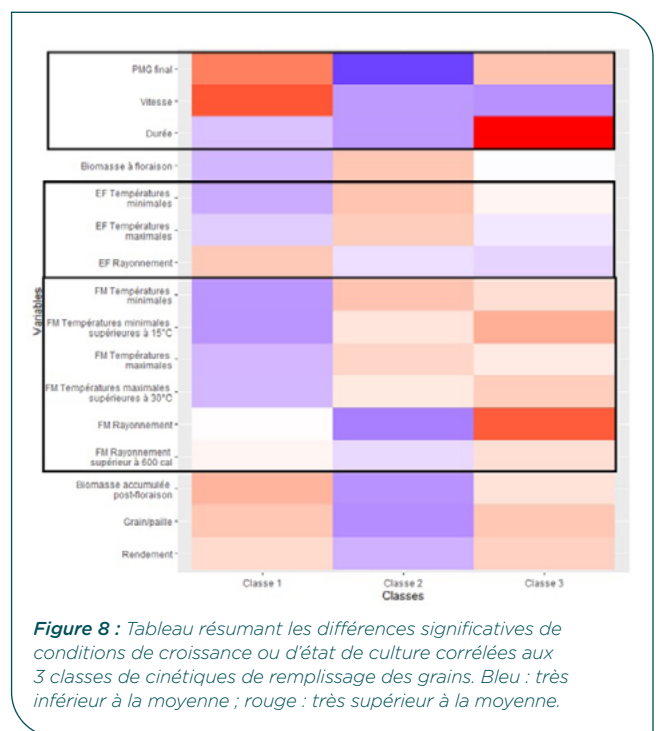 PMG final
Vitesse
Durée
Biomasse à floraison
EF Températures
minimales
EF Températures
maximales
EF Rayonnement
FM Températures
minimales
FM Températures minimales
supérieures à 15°C
FM Températures
maximales
FM Températures maximales
supérieures à 30°C
FM Rayonnement
FM Rayonnement
supérieur à 600 cal
Biomasse accumulée
post-floraison
Grain/paille
Rendement
Variables
Classe 1
Classe 2
Classe 3
Classes
Figure 8 : Tableau résumant les différences significatives de
conditions de croissance ou d'état de culture corrélées aux
3 classes de cinétiques de remplissage des grains. Bleu : très
inférieur à la moyenne ; rouge : très supérieur à la moyenne.